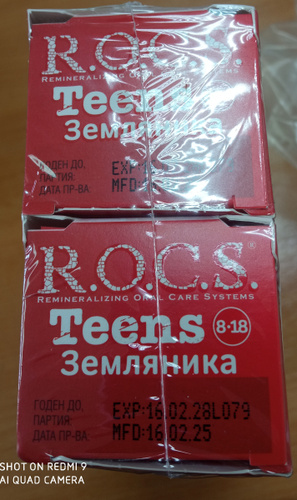 R.O.C.S.
REMINERALIZING ORAL CARE SYSTEMS
Teens
Земляника
ГОДЕН ДО,
ПАРТИЯ:
ДАТА ПР-ВА:
EXP:
MFD:
R.O.C.S.®
REMINERALIZING ORAL CARE SYSTEMS
Teens 8-18
Земляника
ГОДЕН ДО,
ПАРТИЯ:
ДАТА ПР-ВА:
EXP:16.02.28L079
MFD:16.02.25
SHOT ON REDMI 9
AI QUAD CAMERA